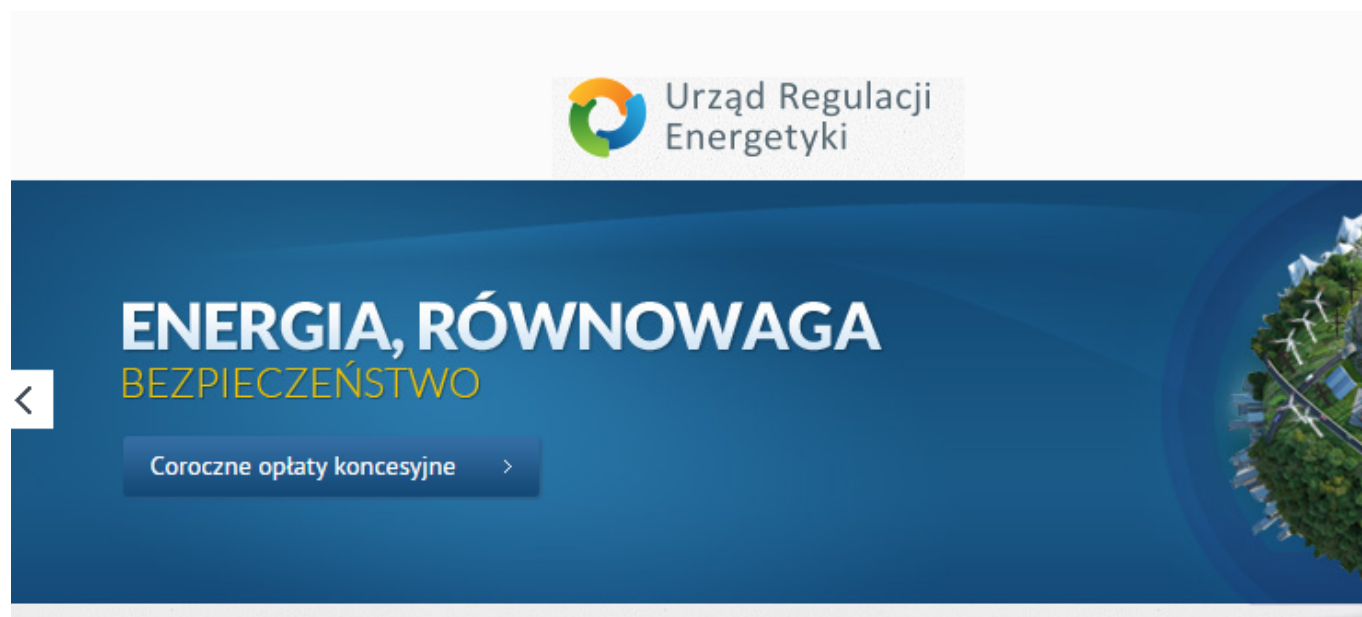 Urząd Regulacji
Energetyki
ENERGIA, RÓWNOWAGA
BEZPIECZEŃSTWO
Coroczne opłaty koncesyjne